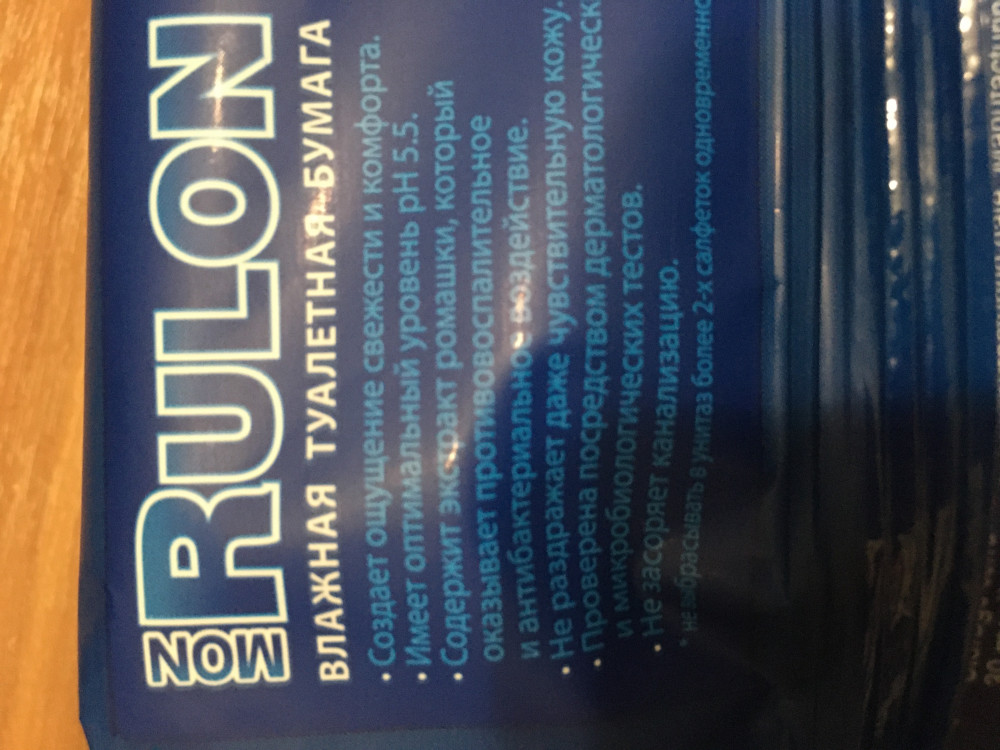 MON
RULON
ВЛАЖНАЯ ТУАЛЕТНАЯ БУМАГА
• Создает ощущение свежести и комфорта.
• Имеет оптимальный уровень pH 5.5.
• Содержит экстракт ромашки, который
оказывает противовоспалительное
и антибактериальное воздействие.
• Не раздражает даже чувствительную кожу.
• Проверена посредством дерматологическ
и микробиологических тестов.
• Не засоряет канализацию.
* не выбрасывать в унитаз более 2-х салфеток одновременно